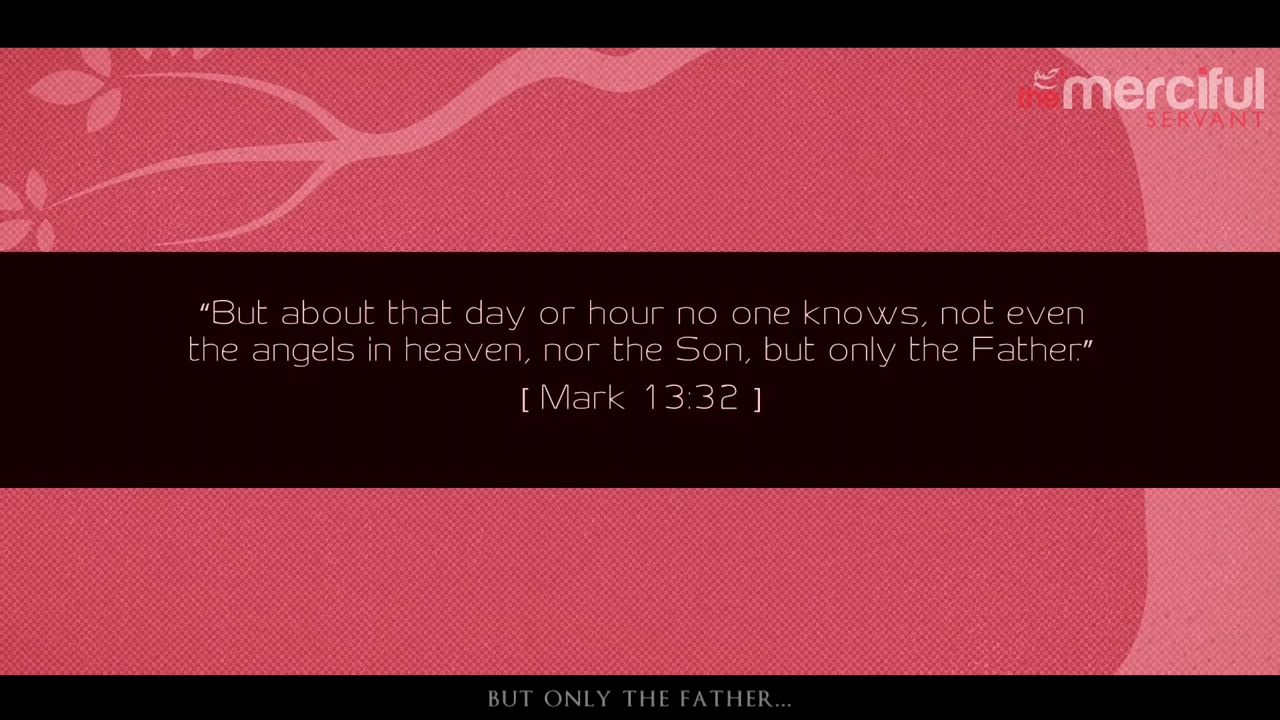 the merciful
SERVANT
“But about that day or hour no one knows, not even
the angels in heaven, nor the Son, but only the Father.”
[ Mark 13:32 ]
BUT ONLY THE FATHER...